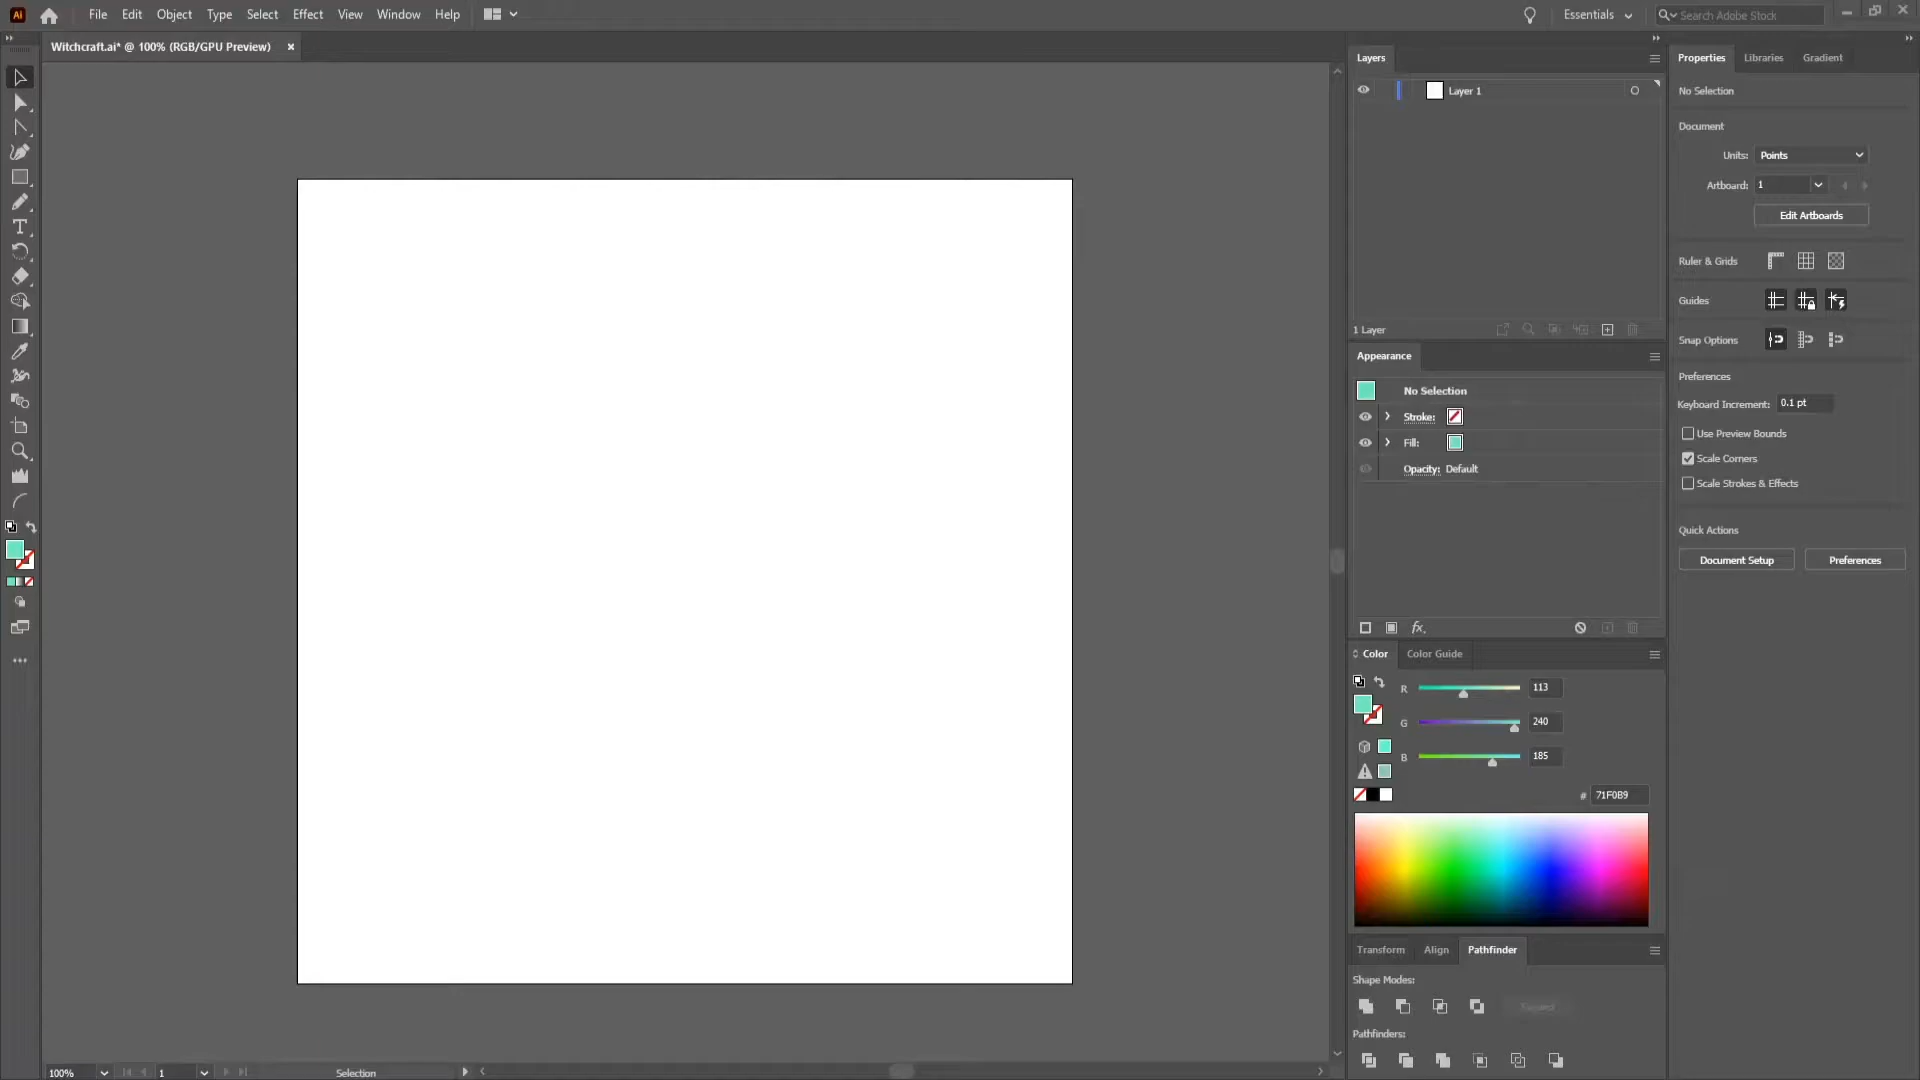 Ai File Edit Object Type Select Effect View Window Help Essentials Search Adobe Stock
Witchcraft.ai* @ 100% (RGB/GPU Preview)
Layers
Layer 1
1 Layer
Appearance
No Selection
Stroke:
Fill:
Opacity: Default
fx.
Color Color Guide
R 113
G 240
B 185
# 71F0B9
Transform Align Pathfinder
Shape Modes:
Expand
Pathfinders:
Properties Libraries Gradient
No Selection
Document
Units: Points
Artboard: 1
Edit Artboards
Ruler & Grids
Guides
Snap Options
Preferences
Keyboard Increment: 0.1 pt
Use Preview Bounds
Scale Corners
Scale Strokes & Effects
Quick Actions
Document Setup Preferences
100% 1 Selection